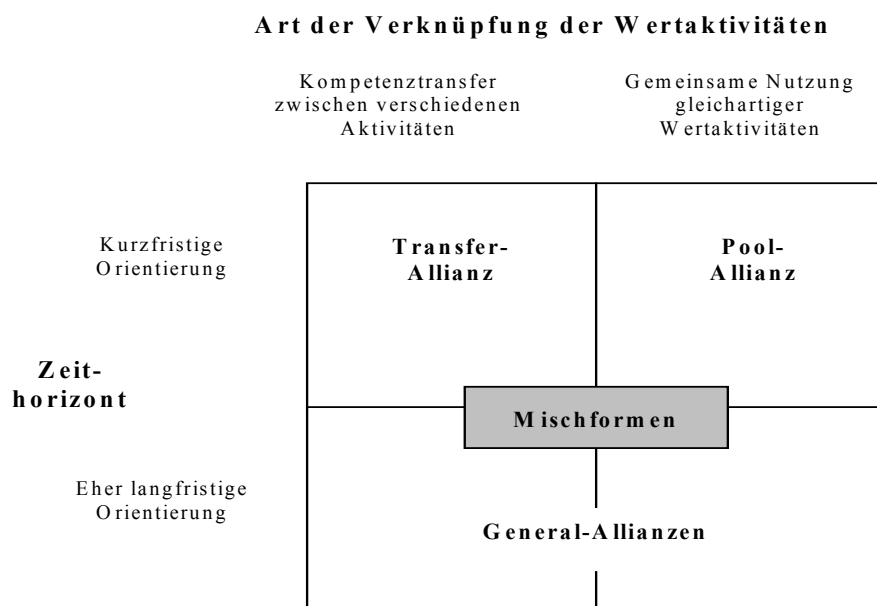 Art der Verknüpfung der Wertaktivitäten
Kompetenztransfer
zwischen verschiedenen
Aktivitäten
Gemeinsame Nutzung
gleichartiger
Wertaktivitäten
Kurzfristige
Orientierung
Transfer-
Allianz
Pool-
Allianz
Zeit-
horizont
Mischformen
Eher langfristige
Orientierung
General-Allianzen